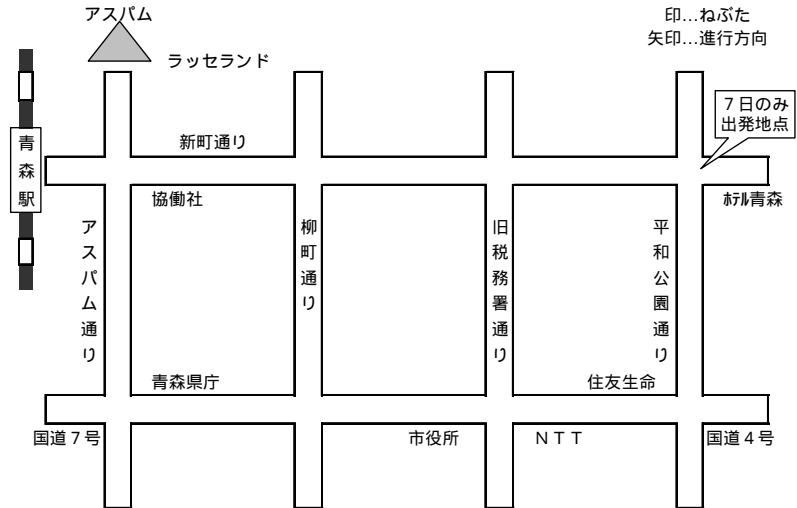 アスパム
印…ねぶた
矢印…進行方向
ラッセランド
７日のみ
出発地点
新町通り
青森駅
協働社
ﾎﾃﾙ青森
アスパム通り
柳町通り
旧税務署通り
平和公園通り
青森県庁
住友生命
国道７号
市役所
ＮＴＴ
国道４号